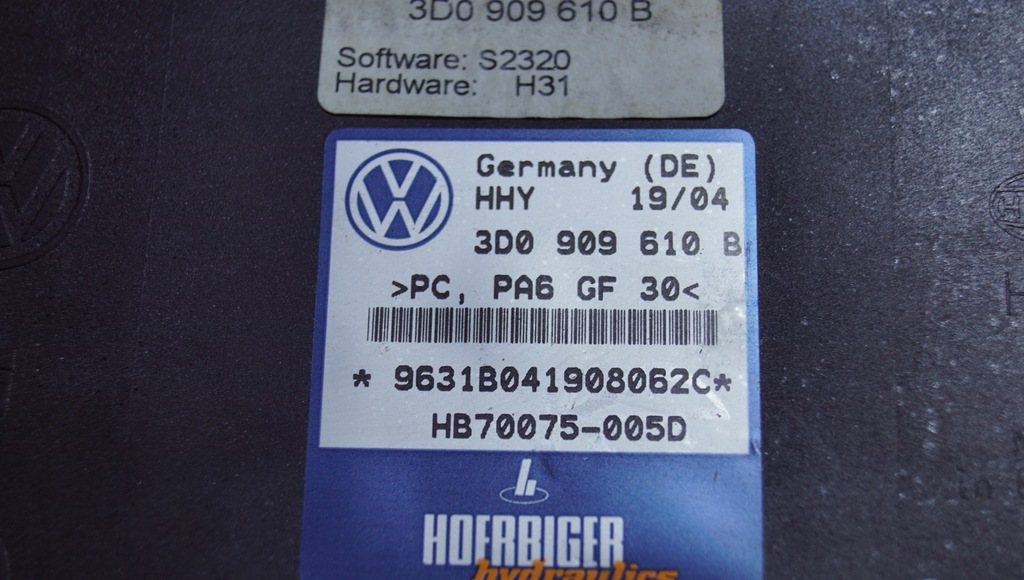 3D0 909 610 B
Software: S2320
Hardware: H31
Germany (DE)
HHY 19/04
3D0 909 610 B
>PC, PA6 GF 30<
* 9631B041908062C*
HB70075-005D
HOERBIGER
hydraulics